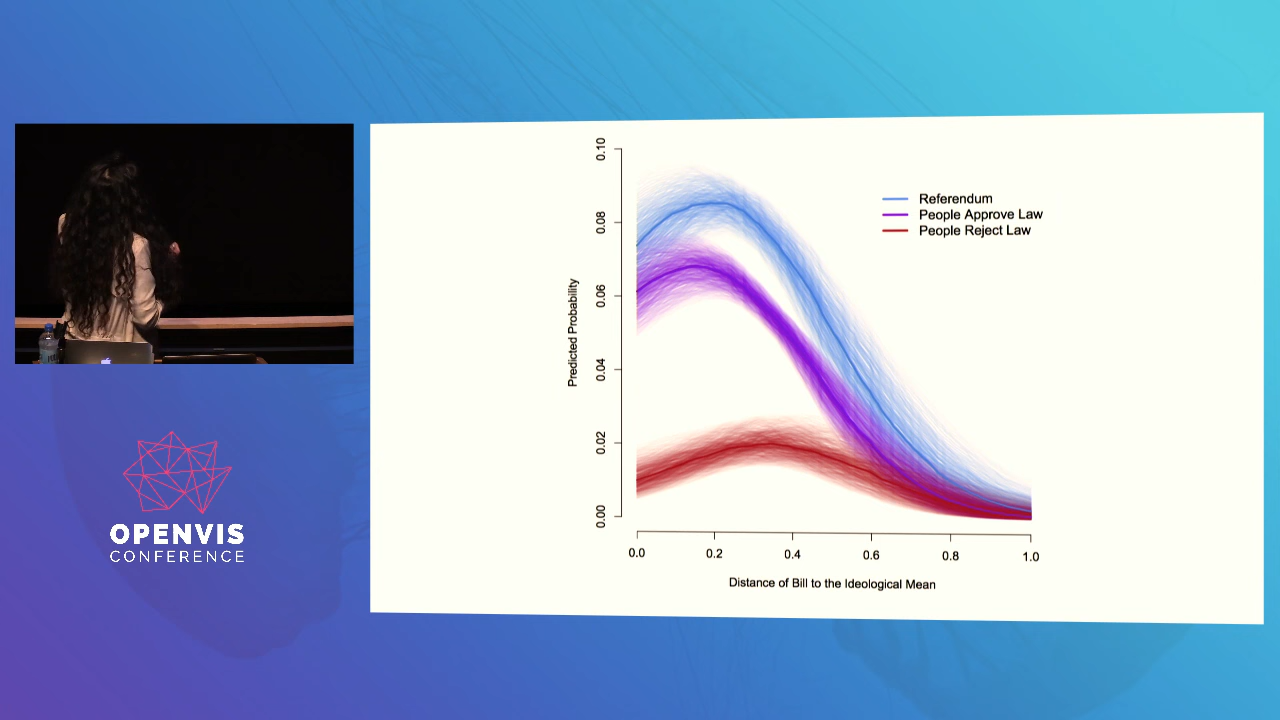 OPENVIS
CONFERENCE
Referendum
People Approve Law
People Reject Law
Predicted Probability
0.10
0.08
0.06
0.04
0.02
0.00
0.0 0.2 0.4 0.6 0.8 1.0
Distance of Bill to the Ideological Mean